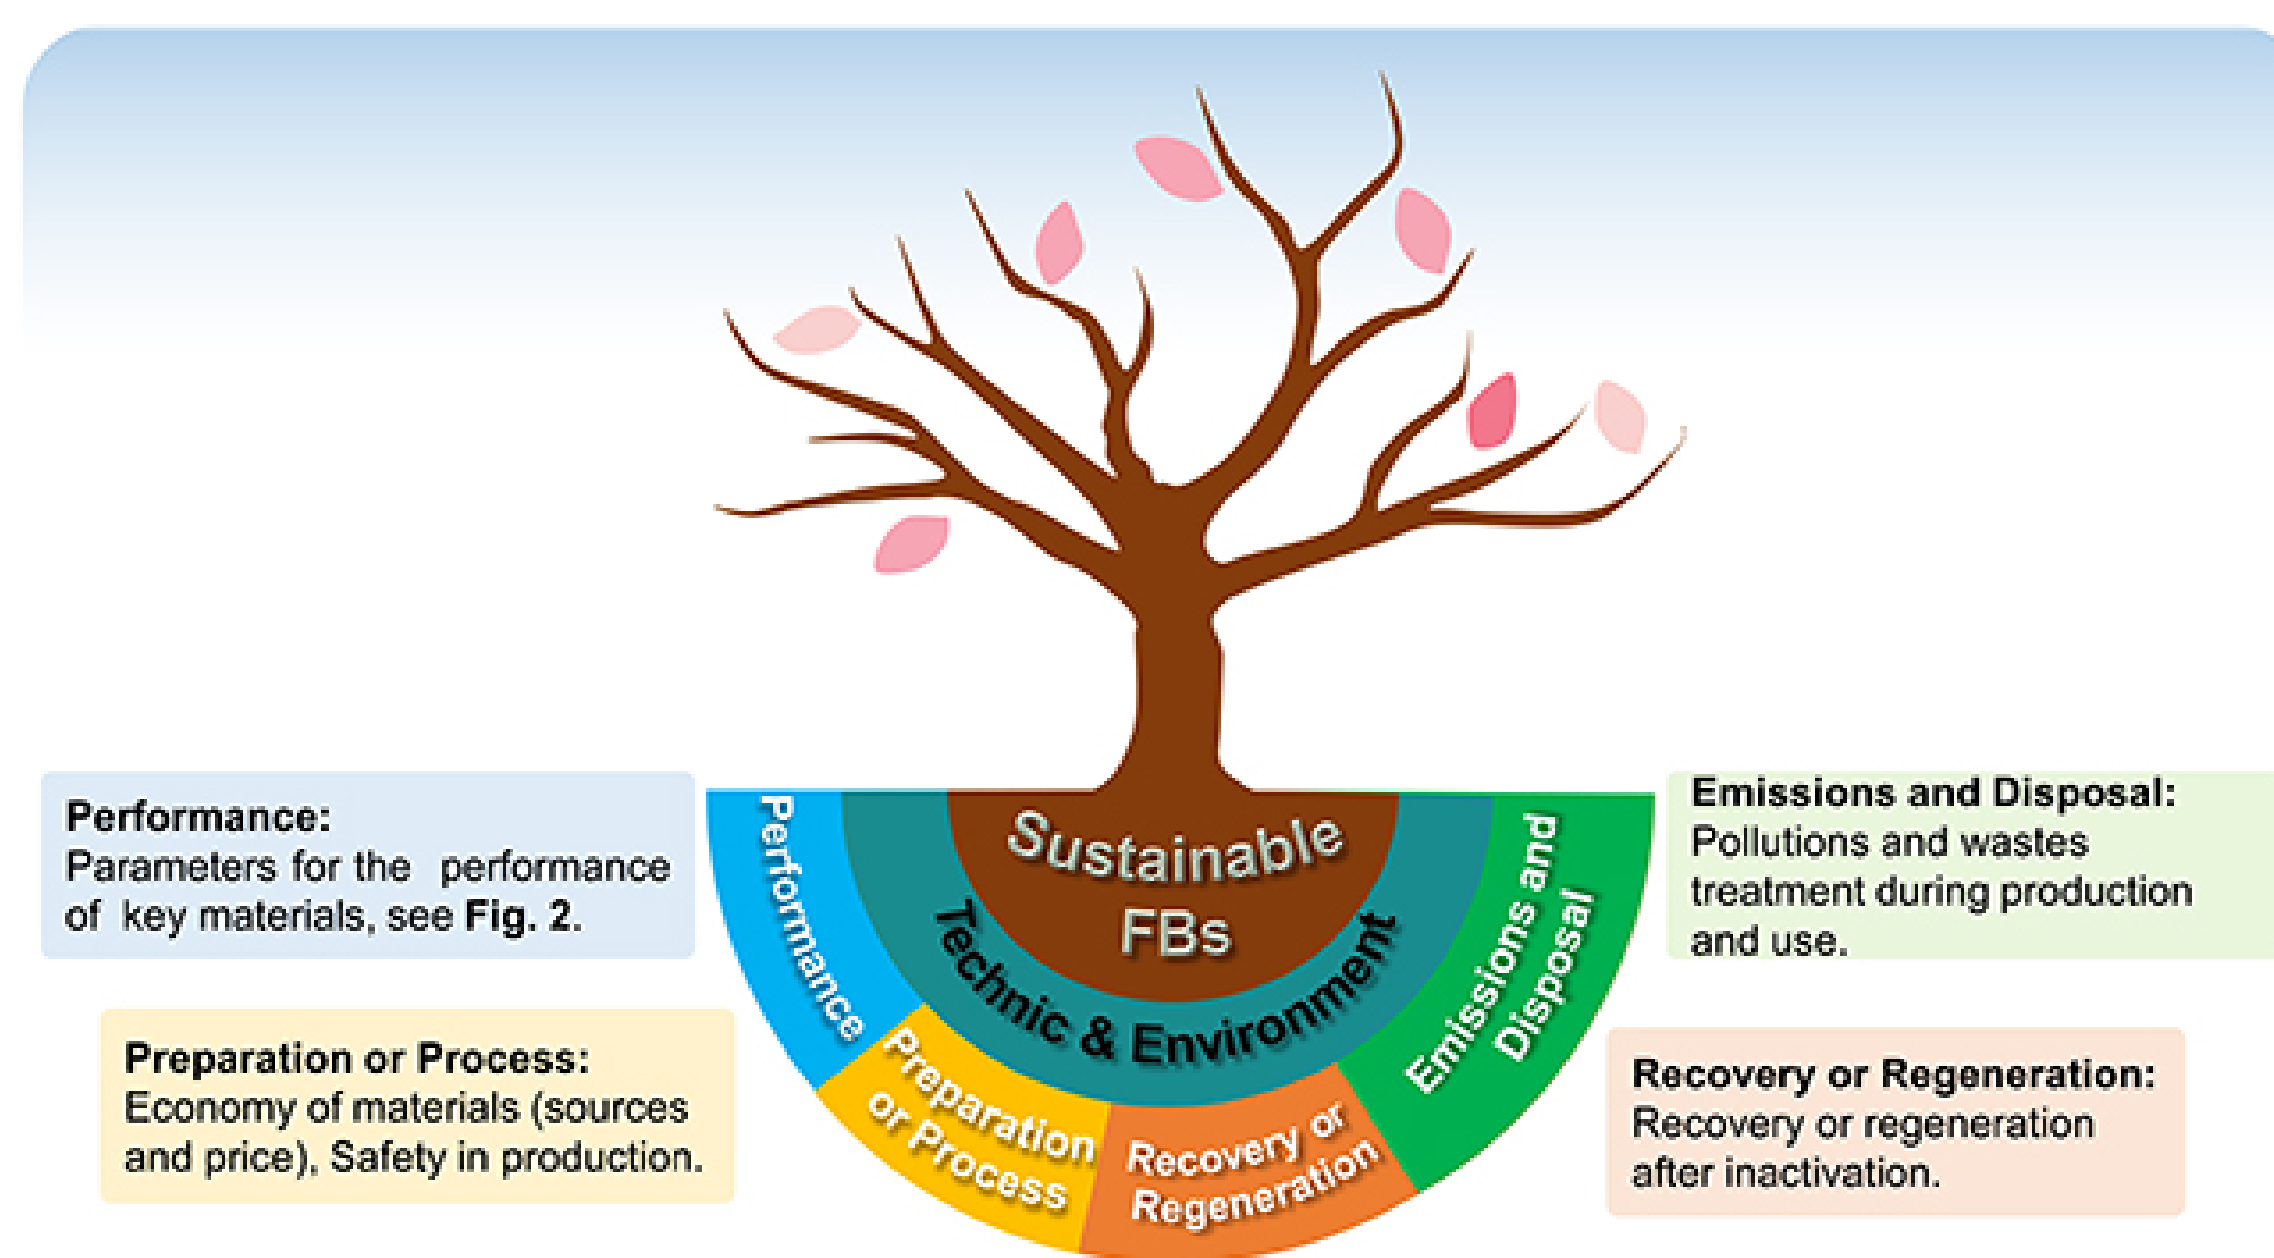 Performance:
Parameters for the performance
of key materials, see Fig. 2.
Preparation or Process:
Economy of materials (sources
and price), Safety in production.
Sustainable
FBs
Technic & Environment
Performance
Preparation
or Process
Recovery or
Regeneration
Emissions and
Disposal
Emissions and Disposal:
Pollutions and wastes
treatment during production
and use.
Recovery or Regeneration:
Recovery or regeneration
after inactivation.